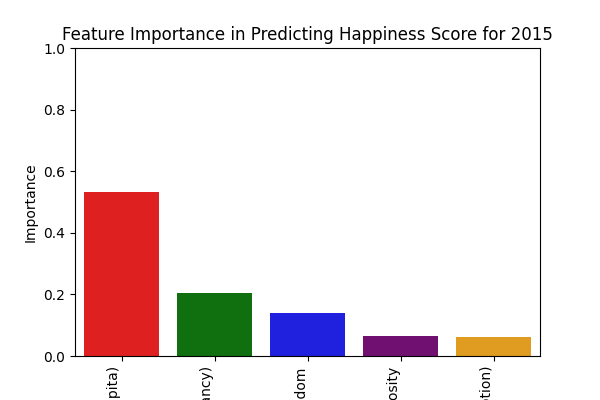 Feature Importance in Predicting Happiness Score for 2015
1.0
0.8
0.6
0.4
0.2
0.0
Importance
pita)
ancy)
dom
osity
tion)